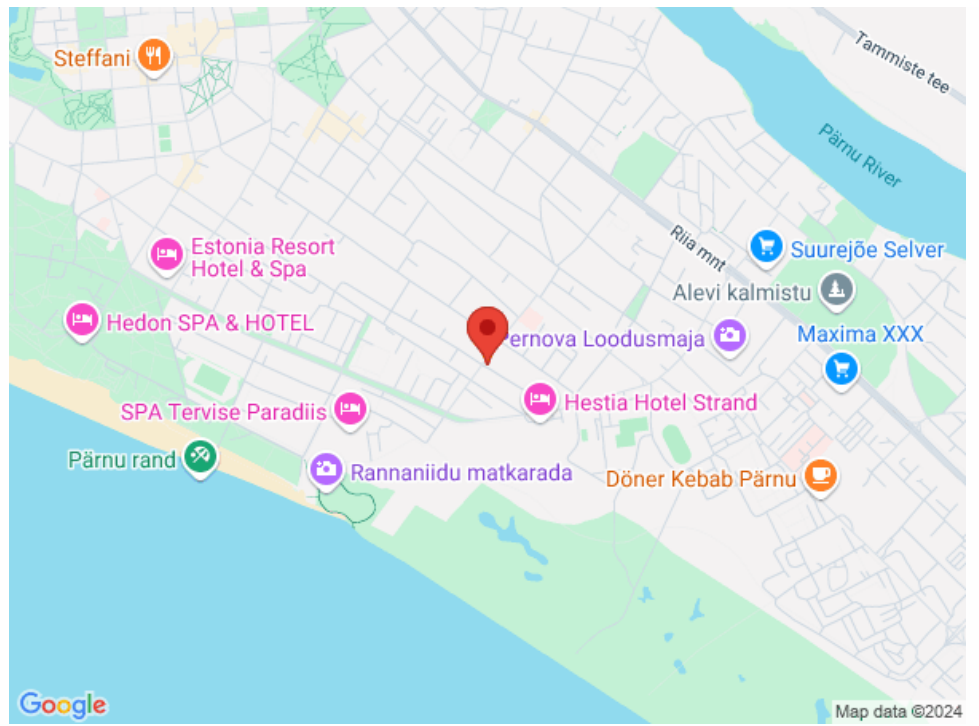 Steffani
Tammiste tee
Pärnu River
Riia mnt
Estonia Resort
Hotel & Spa
Suurejõe Selver
Alevi kalmistu
Hedon SPA & HOTEL
ernova Loodusmaja
Maxima XXX
SPA Tervise Paradiis
Hestia Hotel Strand
Pärnu rand
Rannaniidu matkarada
Döner Kebab Pärnu
Google
Map data ©2024